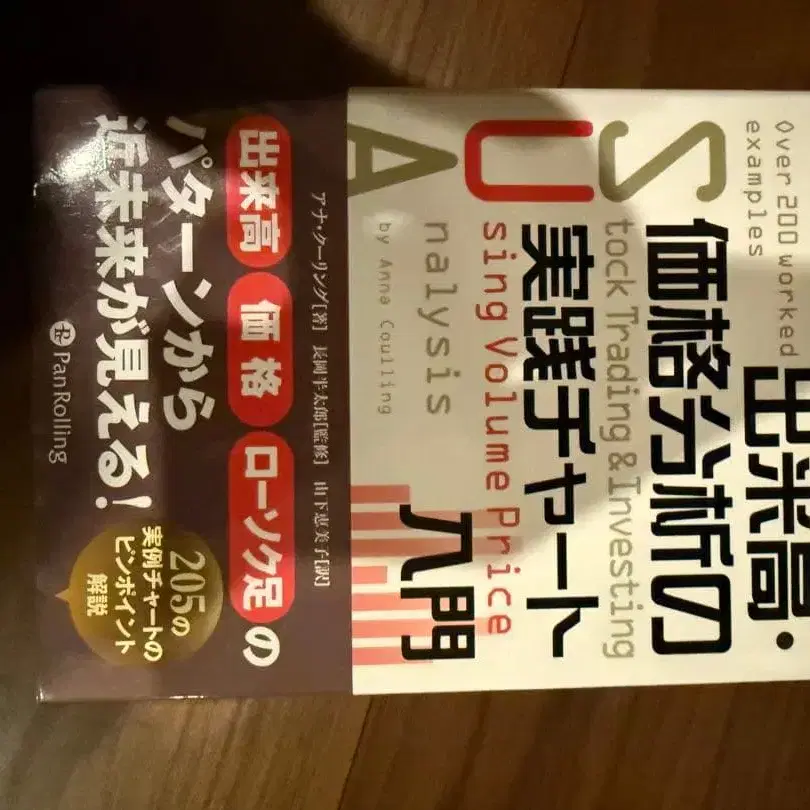 Over 200 worked
examples
出来高・
価格分析の
Stock Trading & Investing
実践チャート
Using Volume Price
入門
Analysis
by Anna Coulling
アナ・クーリング[著] 長岡半太郎[監修] 山下恵美子[訳]
出来高 価格 ローソク足の
パターンから
近未来が見える!
205の
実例チャートの
ピンポイント
解説
PanRolling